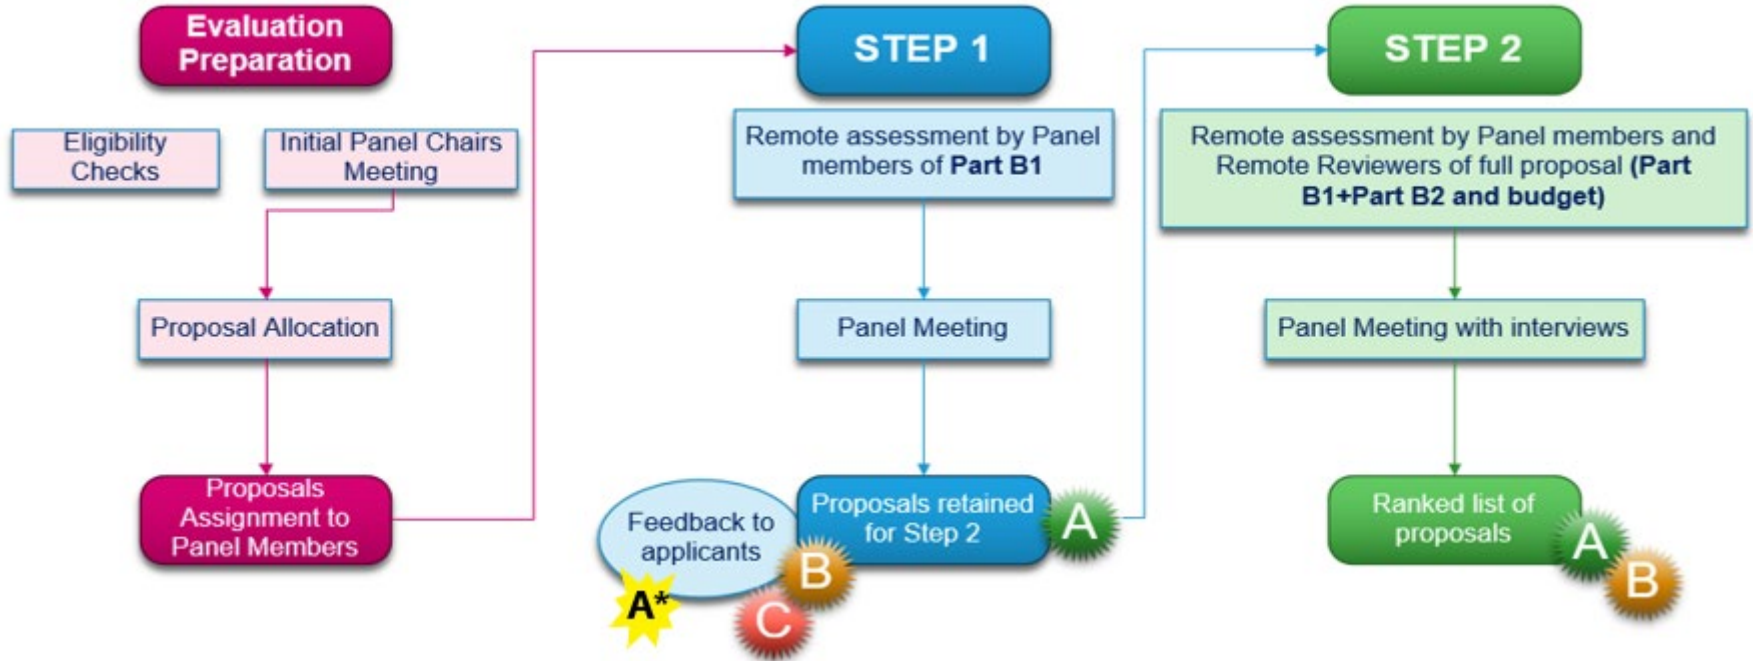 Evaluation
Preparation
Eligibility
Checks
Initial Panel Chairs
Meeting
Proposal Allocation
Proposals
Assignment to
Panel Members
STEP 1
Remote assessment by Panel
members of Part B1
Panel Meeting
Proposals retained
for Step 2
A
Feedback to
applicants
A*
B
C
STEP 2
Remote assessment by Panel members and
Remote Reviewers of full proposal (Part
B1+Part B2 and budget)
Panel Meeting with interviews
Ranked list of
proposals
A
B